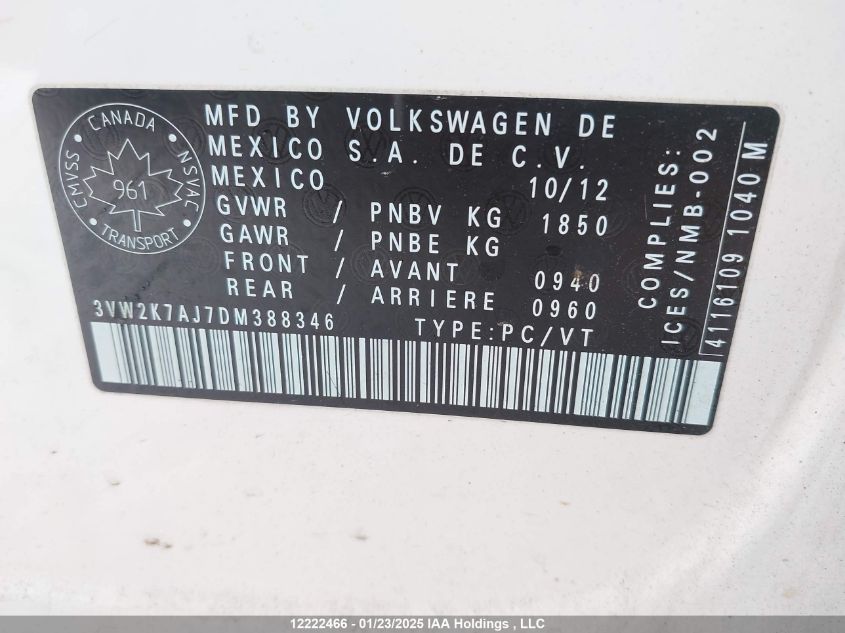 CANADA
CMVSS
NSVAC
961
TRANSPORT
MFD BY VOLKSWAGEN DE
MEXICO S.A. DE C.V.
MEXICO 10/12
GVWR / PNBV KG 1850
GAWR / PNBE KG
FRONT / AVANT 0940
REAR / ARRIERE 0960
3VW2K7AJ7DM388346 TYPE:PC/VT
COMPLIES:
ICES/NMB-002
4116109 1040 M
12222466 - 01/23/2025 IAA Holdings , LLC